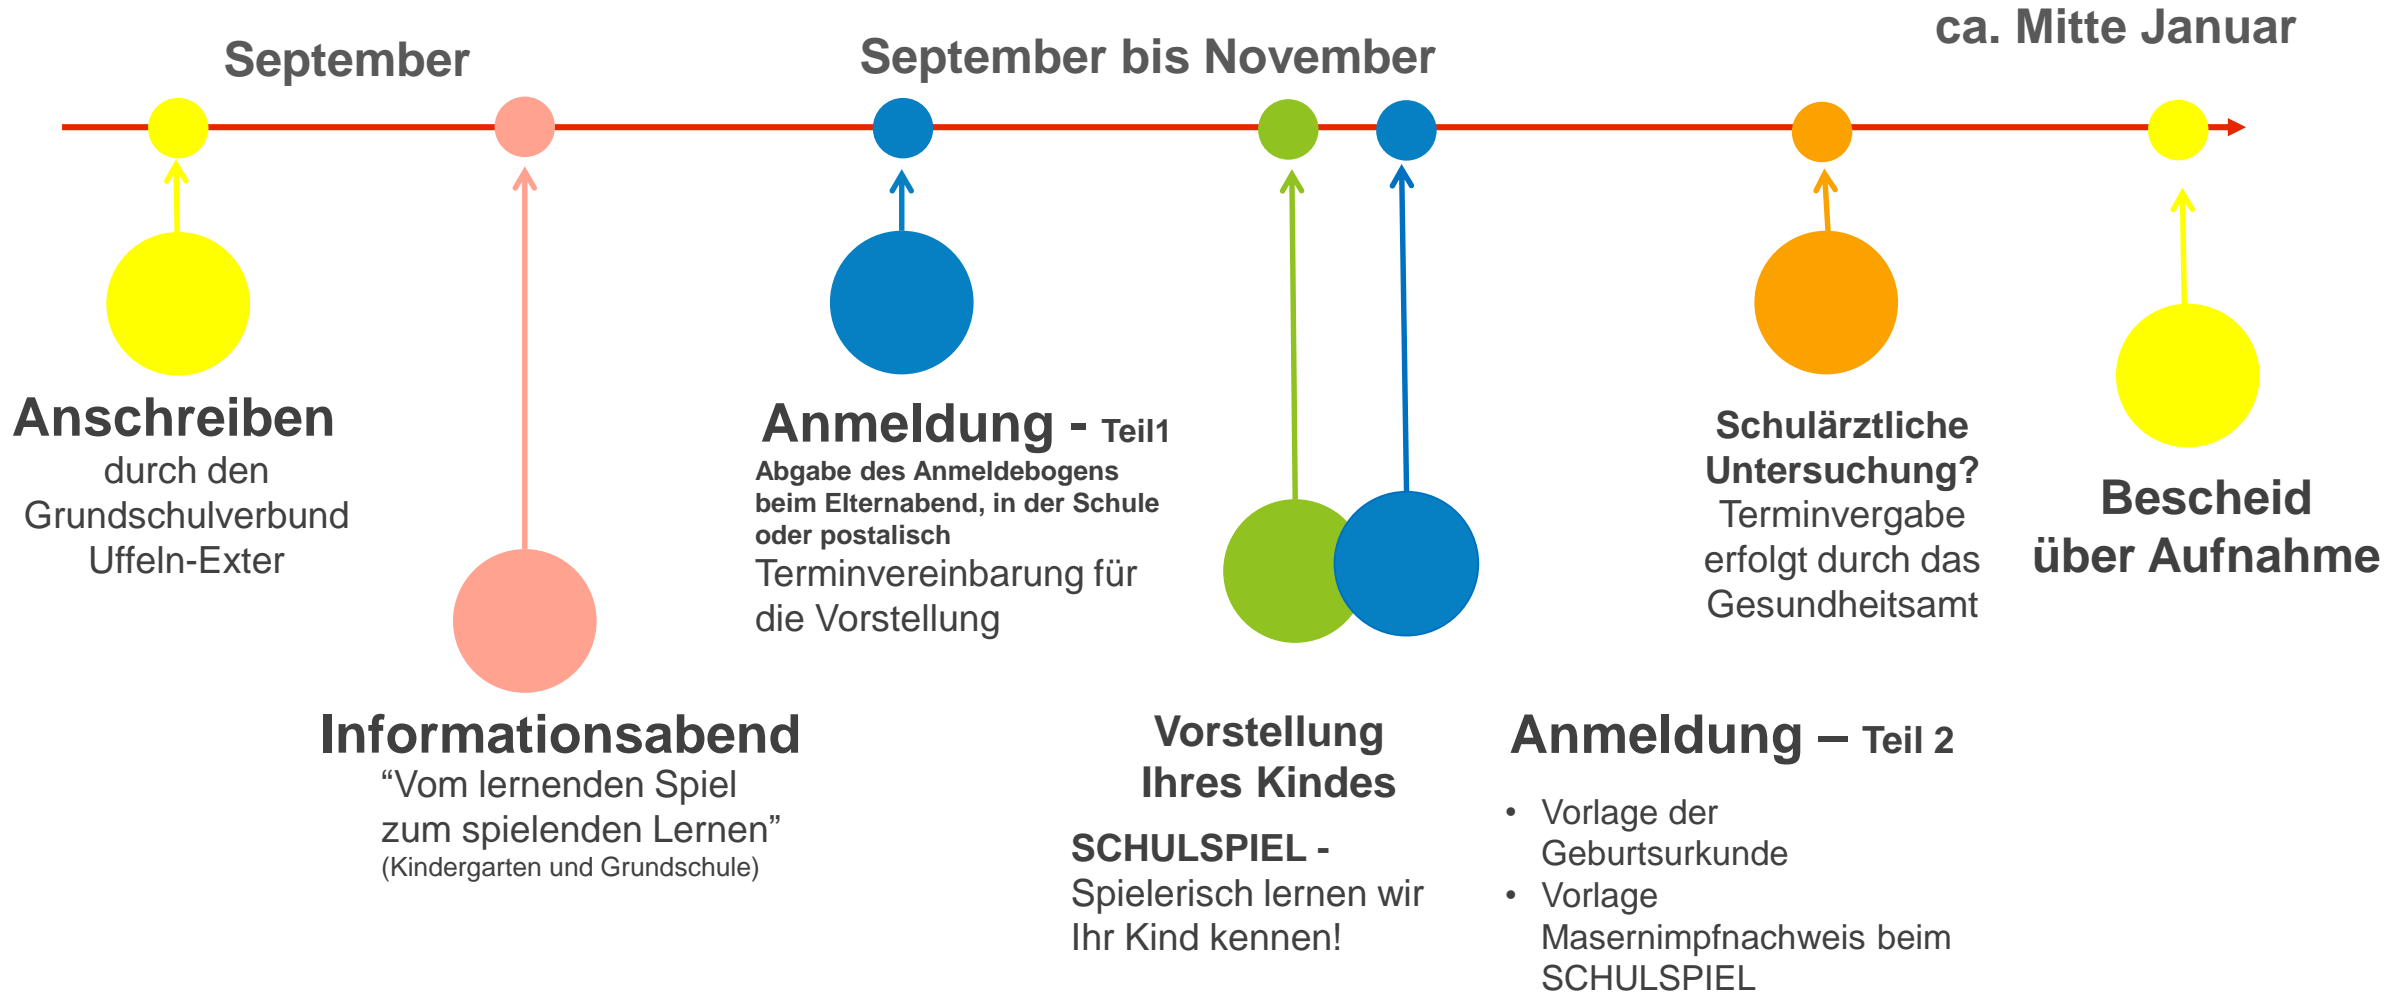 September
September bis November
ca. Mitte Januar
Anschreiben
durch den
Grundschulverbund
Uffeln-Exter
Informationsabend
“Vom lernenden Spiel
zum spielenden Lernen”
(Kindergarten und Grundschule)
Anmeldung - Teil1
Abgabe des Anmeldebogens
beim Elternabend, in der Schule
oder postalisch
Terminvereinbarung für
die Vorstellung
Vorstellung
Ihres Kindes
SCHULSPIEL -
Spielerisch lernen wir
Ihr Kind kennen!
Anmeldung – Teil 2
• Vorlage der
Geburtsurkunde
• Vorlage
Masernimpfnachweis beim
SCHULSPIEL
Schulärztliche
Untersuchung?
Terminvergabe
erfolgt durch das
Gesundheitsamt
Bescheid
über Aufnahme